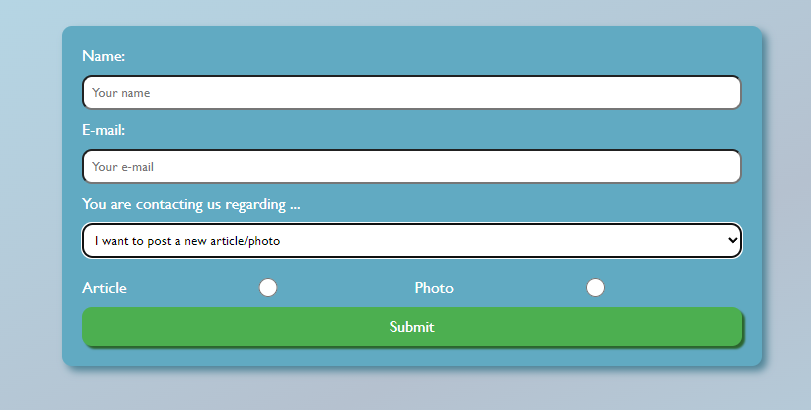 Name:
Your name
E-mail:
Your e-mail
You are contacting us regarding ...
I want to post a new article/photo
Article Photo
Submit